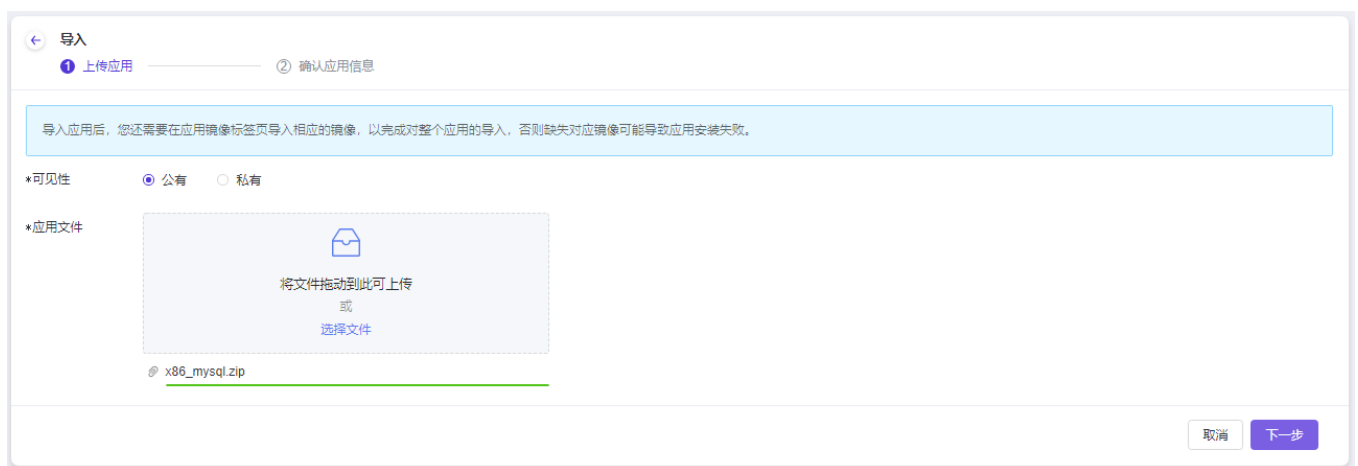 导入
1 上传应用 2 确认应用信息
导入应用后，您还需要在应用镜像标签页导入相应的镜像，以完成对整个应用的导入，否则缺失对应镜像可能导致应用安装失败。
*可见性 公有 私有
*应用文件
将文件拖动到此可上传
或
选择文件
x86_mysql.zip
取消 下一步